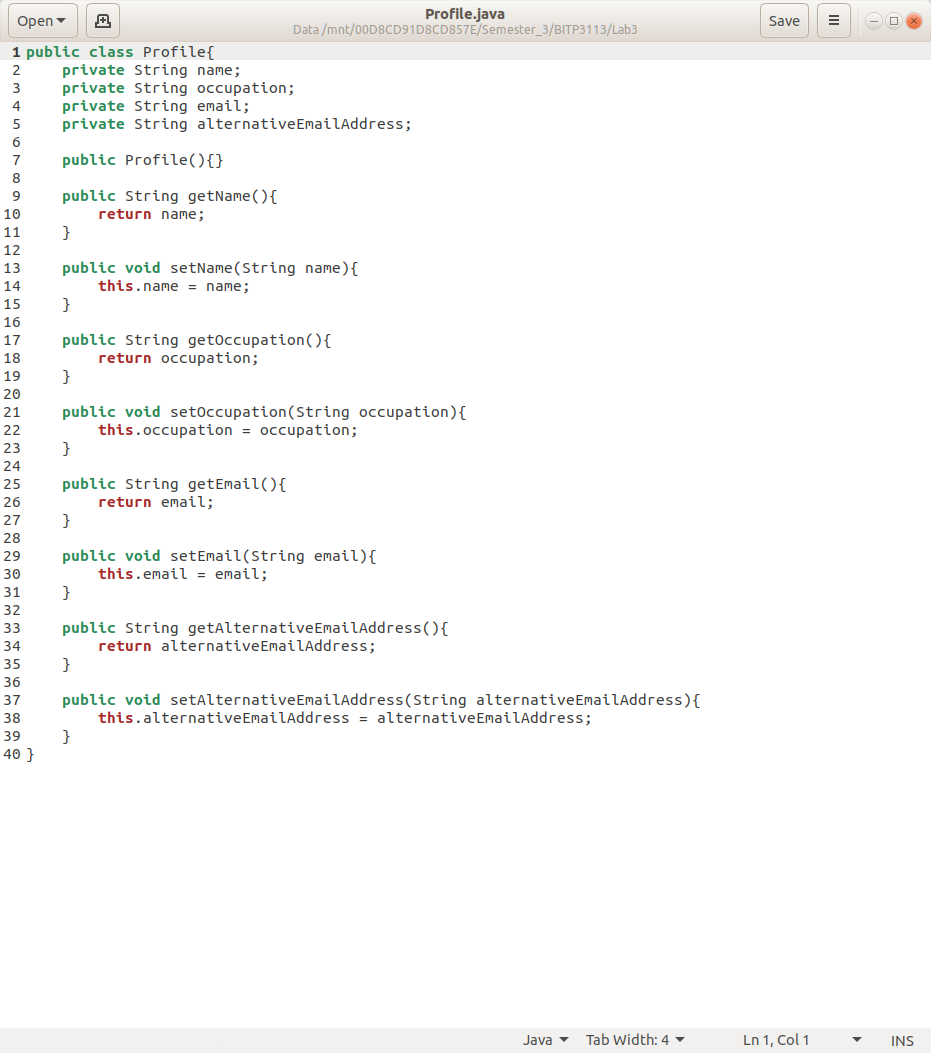 Open
Profile.java
Data /mnt/00D8CD91D8CD857E/Semester_3/BITP3113/Lab3
Save
1 public class Profile{
2     private String name;
3     private String occupation;
4     private String email;
5     private String alternativeEmailAddress;
6
7     public Profile(){}
8
9     public String getName(){
10         return name;
11     }
12
13     public void setName(String name){
14         this.name = name;
15     }
16
17     public String getOccupation(){
18         return occupation;
19     }
20
21     public void setOccupation(String occupation){
22         this.occupation = occupation;
23     }
24
25     public String getEmail(){
26         return email;
27     }
28
29     public void setEmail(String email){
30         this.email = email;
31     }
32
33     public String getAlternativeEmailAddress(){
34         return alternativeEmailAddress;
35     }
36
37     public void setAlternativeEmailAddress(String alternativeEmailAddress){
38         this.alternativeEmailAddress = alternativeEmailAddress;
39     }
40 }
Java Tab Width: 4 Ln 1, Col 1 INS